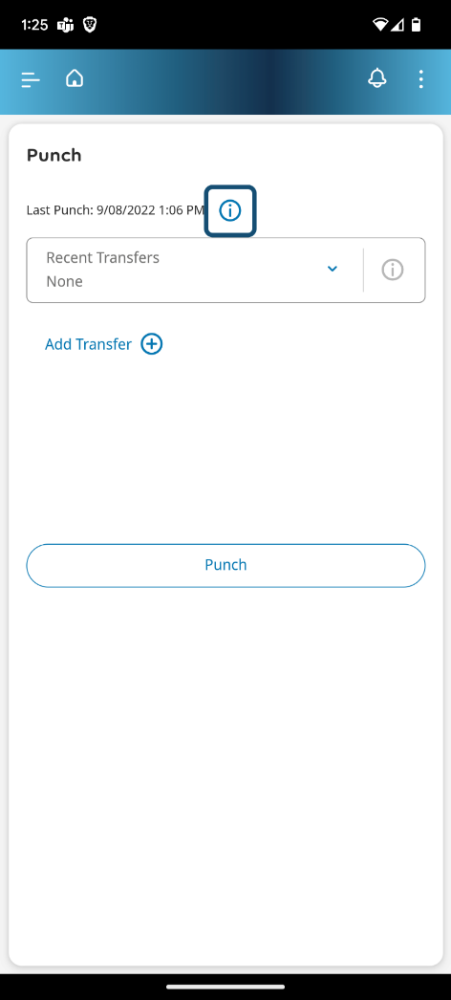 1:25
Punch
Last Punch: 9/08/2022 1:06 PM
Recent Transfers
None
Add Transfer
Punch